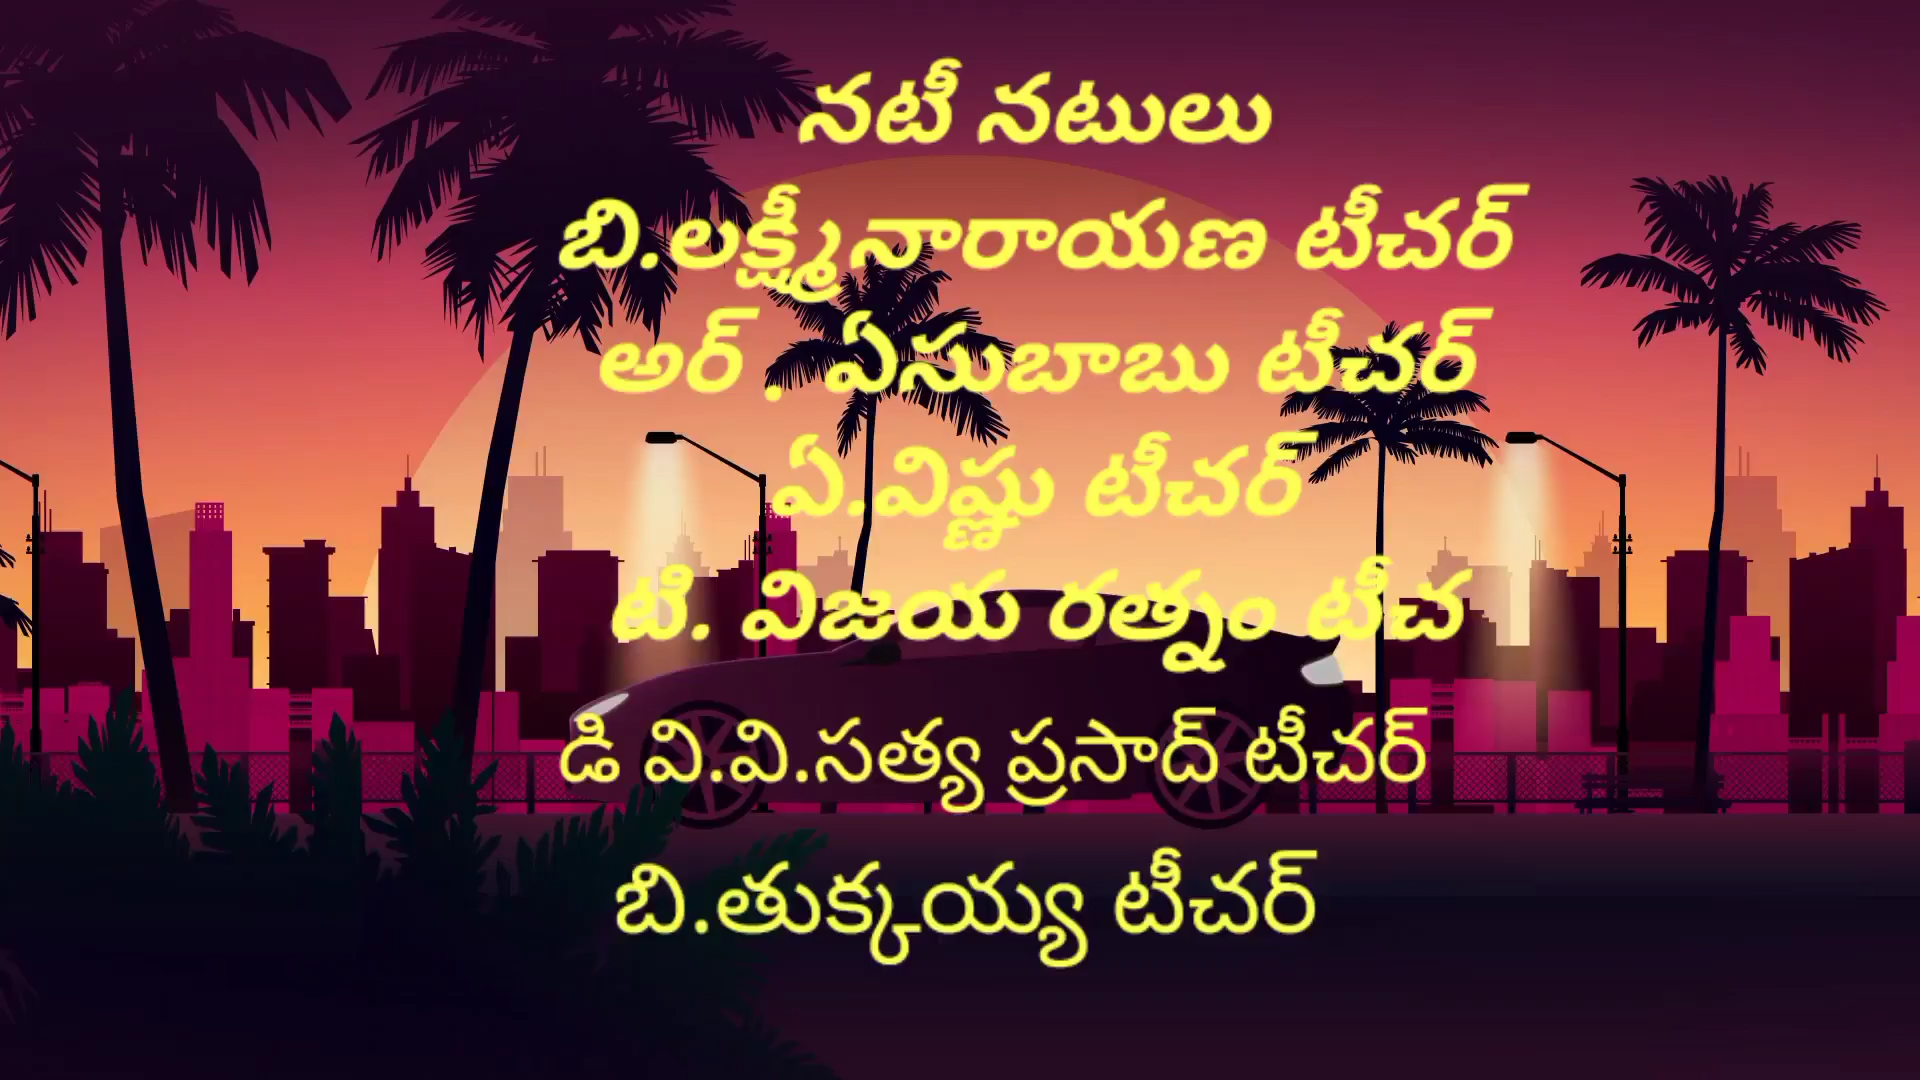 నటీ నటులు
బి.లక్ష్మీనారాయణ టీచర్
అర్ . ఏసుబాబు టీచర్
ఏ.విష్ణు టీచర్
టి. విజయ రత్నం టీచ
డి వి.వి.సత్య ప్రసాద్ టీచర్
బి.తుక్కయ్య టీచర్